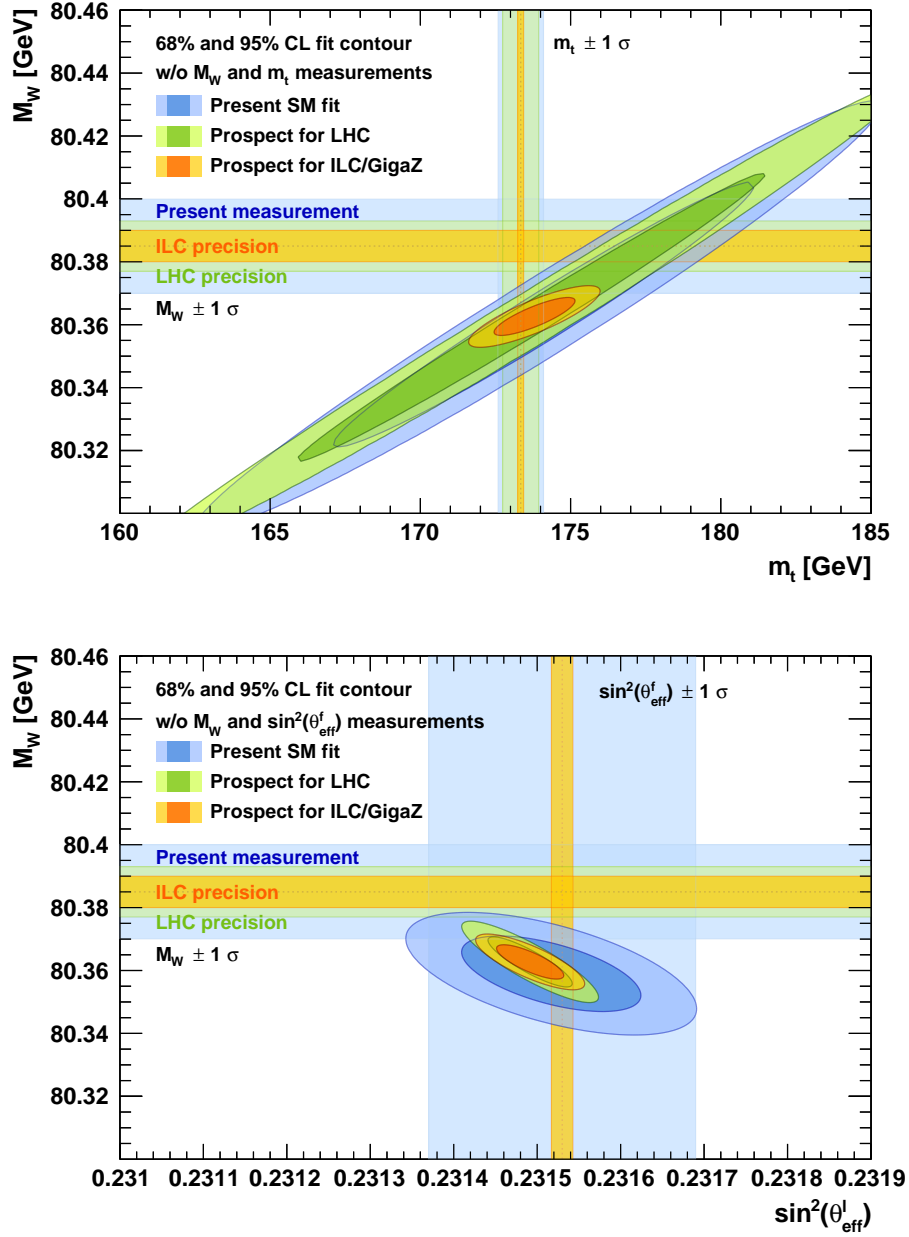 M_W [GeV]
80.46
80.44
80.42
80.4
80.38
80.36
80.34
80.32
68% and 95% CL fit contour
w/o M_W and m_t measurements
Present SM fit
Prospect for LHC
Prospect for ILC/GigaZ
m_t ± 1 σ
Present measurement
ILC precision
LHC precision
M_W ± 1 σ
160 165 170 175 180 185
m_t [GeV]
M_W [GeV]
80.46
80.44
80.42
80.4
80.38
80.36
80.34
80.32
68% and 95% CL fit contour
w/o M_W and sin²(θ^f_eff) measurements
Present SM fit
Prospect for LHC
Prospect for ILC/GigaZ
sin²(θ^f_eff) ± 1 σ
Present measurement
ILC precision
LHC precision
M_W ± 1 σ
0.231 0.2311 0.2312 0.2313 0.2314 0.2315 0.2316 0.2317 0.2318 0.2319
sin²(θ^l_eff)